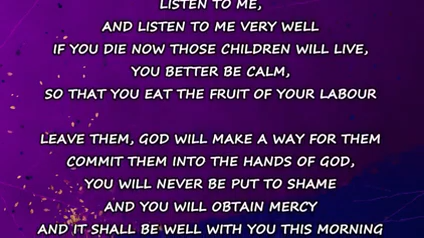 LISTEN TO ME,
AND LISTEN TO ME VERY WELL
IF YOU DIE NOW THOSE CHILDREN WILL LIVE,
YOU BETTER BE CALM,
SO THAT YOU EAT THE FRUIT OF YOUR LABOUR
LEAVE THEM, GOD WILL MAKE A WAY FOR THEM
COMMIT THEM INTO THE HANDS OF GOD,
YOU WILL NEVER BE PUT TO SHAME
AND YOU WILL OBTAIN MERCY
AND IT SHALL BE WELL WITH YOU THIS MORNING